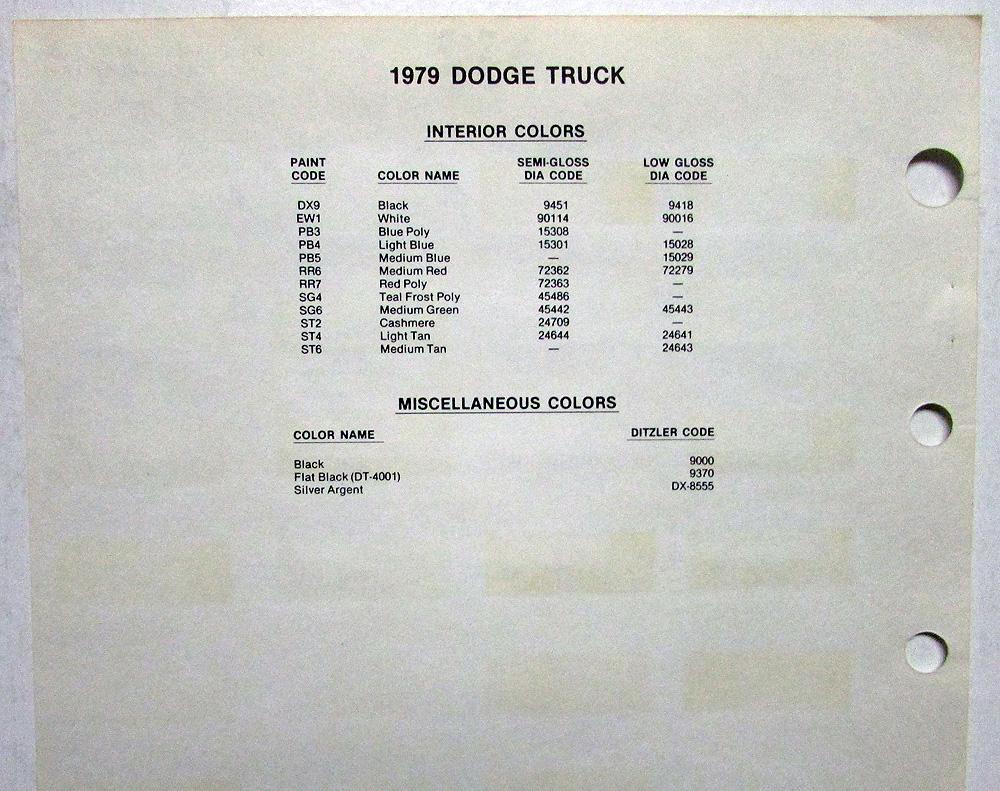 1979 DODGE TRUCK
INTERIOR COLORS
PAINT CODE COLOR NAME SEMI-GLOSS DIA CODE LOW GLOSS DIA CODE
DX9 Black 9451 9418
EW1 White 90114 90016
PB3 Blue Poly 15308 —
PB4 Light Blue 15301 15028
PB5 Medium Blue — 15029
RR6 Medium Red 72362 72279
RR7 Red Poly 72363 —
SG4 Teal Frost Poly 45486 —
SG6 Medium Green 45442 45443
ST2 Cashmere 24709 —
ST4 Light Tan 24644 24641
ST6 Medium Tan — 24643
MISCELLANEOUS COLORS
COLOR NAME DITZLER CODE
Black 9000
Flat Black (DT-4001) 9370
Silver Argent DX-8555